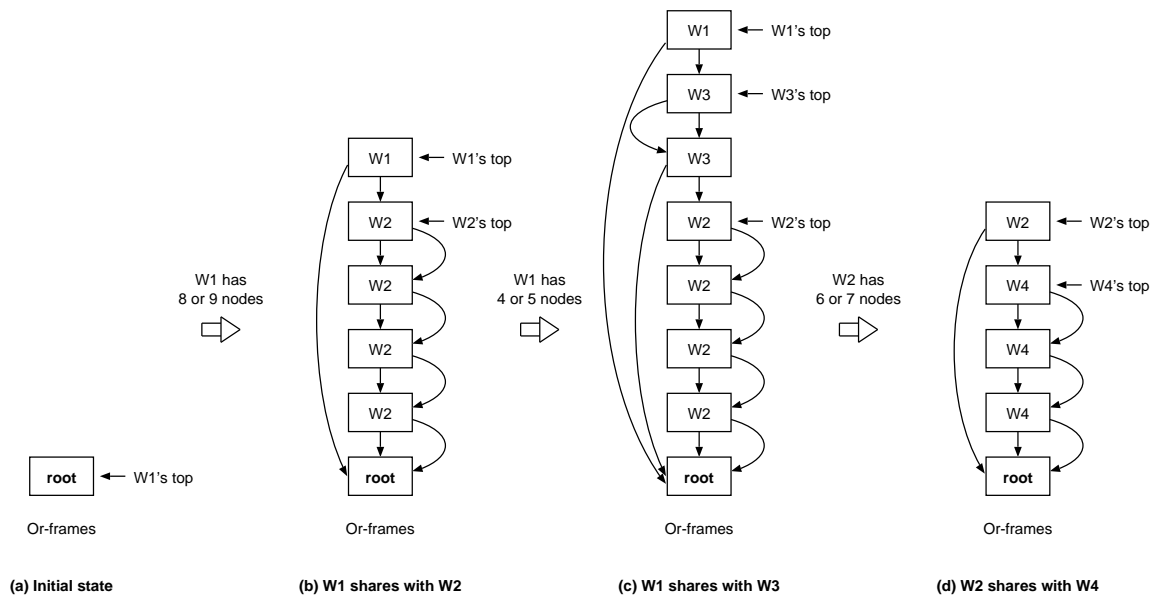 root
W1's top
Or-frames
(a) Initial state
W1 has
8 or 9 nodes
W1
W1's top
W2
W2's top
W2
W2
W2
root
Or-frames
(b) W1 shares with W2
W1 has
4 or 5 nodes
W1
W1's top
W3
W3's top
W3
W2
W2's top
W2
W2
W2
root
Or-frames
(c) W1 shares with W3
W2 has
6 or 7 nodes
W2
W2's top
W4
W4's top
W4
W4
root
Or-frames
(d) W2 shares with W4